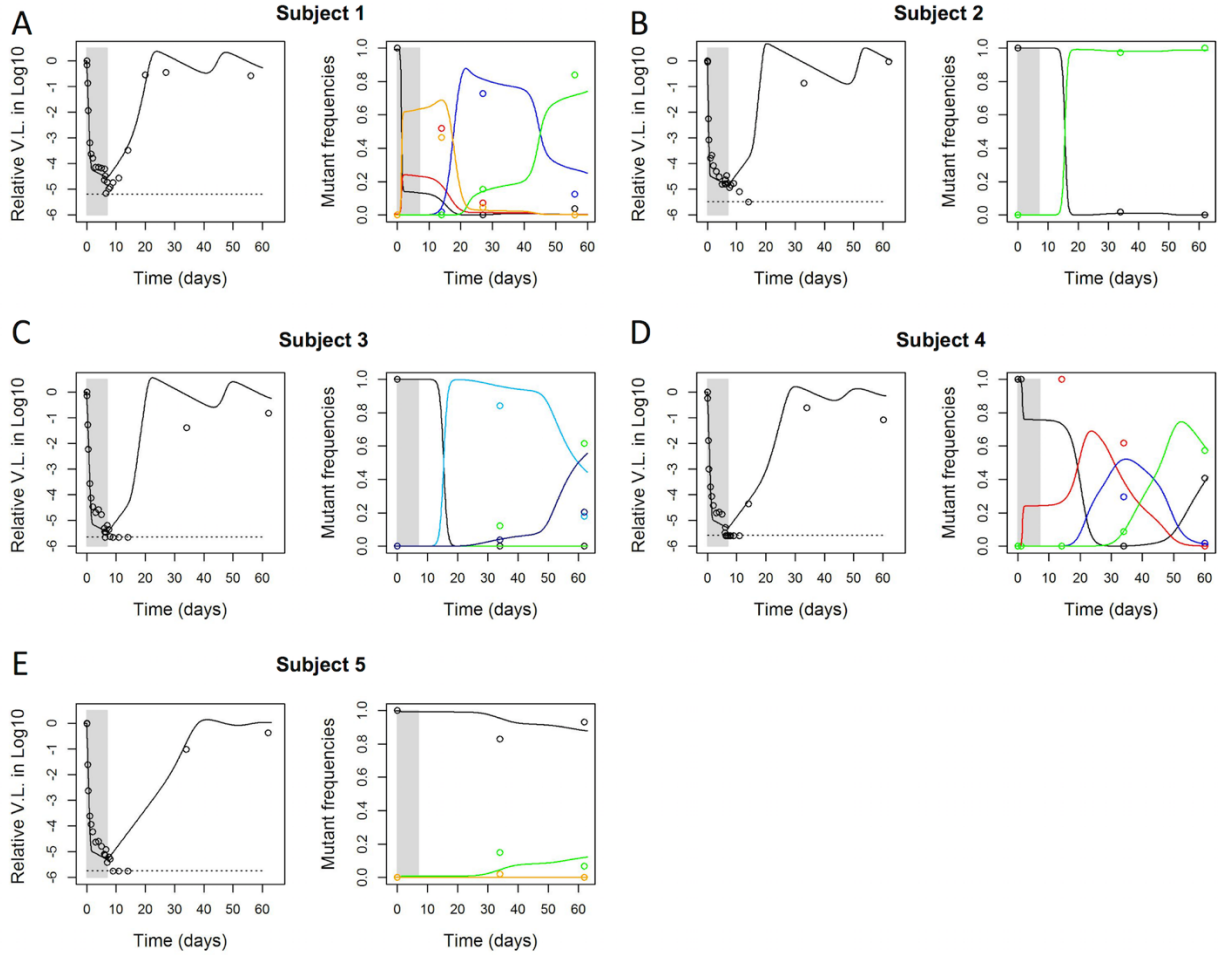 A
Subject 1
Relative V.L. in Log10
0
-1
-2
-3
-4
-5
-6
0 10 20 30 40 50 60
Time (days)
Mutant frequencies
1.0
0.8
0.6
0.4
0.2
0.0
0 10 20 30 40 50 60
Time (days)
B
Subject 2
Relative V.L. in Log10
0
-1
-2
-3
-4
-5
-6
0 10 20 30 40 50 60
Time (days)
Mutant frequencies
1.0
0.8
0.6
0.4
0.2
0.0
0 10 20 30 40 50 60
Time (days)
C
Subject 3
Relative V.L. in Log10
0
-1
-2
-3
-4
-5
-6
0 10 20 30 40 50 60
Time (days)
Mutant frequencies
1.0
0.8
0.6
0.4
0.2
0.0
0 10 20 30 40 50 60
Time (days)
D
Subject 4
Relative V.L. in Log10
0
-1
-2
-3
-4
-5
-6
0 10 20 30 40 50 60
Time (days)
Mutant frequencies
1.0
0.8
0.6
0.4
0.2
0.0
0 10 20 30 40 50 60
Time (days)
E
Subject 5
Relative V.L. in Log10
0
-1
-2
-3
-4
-5
-6
0 10 20 30 40 50 60
Time (days)
Mutant frequencies
1.0
0.8
0.6
0.4
0.2
0.0
0 10 20 30 40 50 60
Time (days)